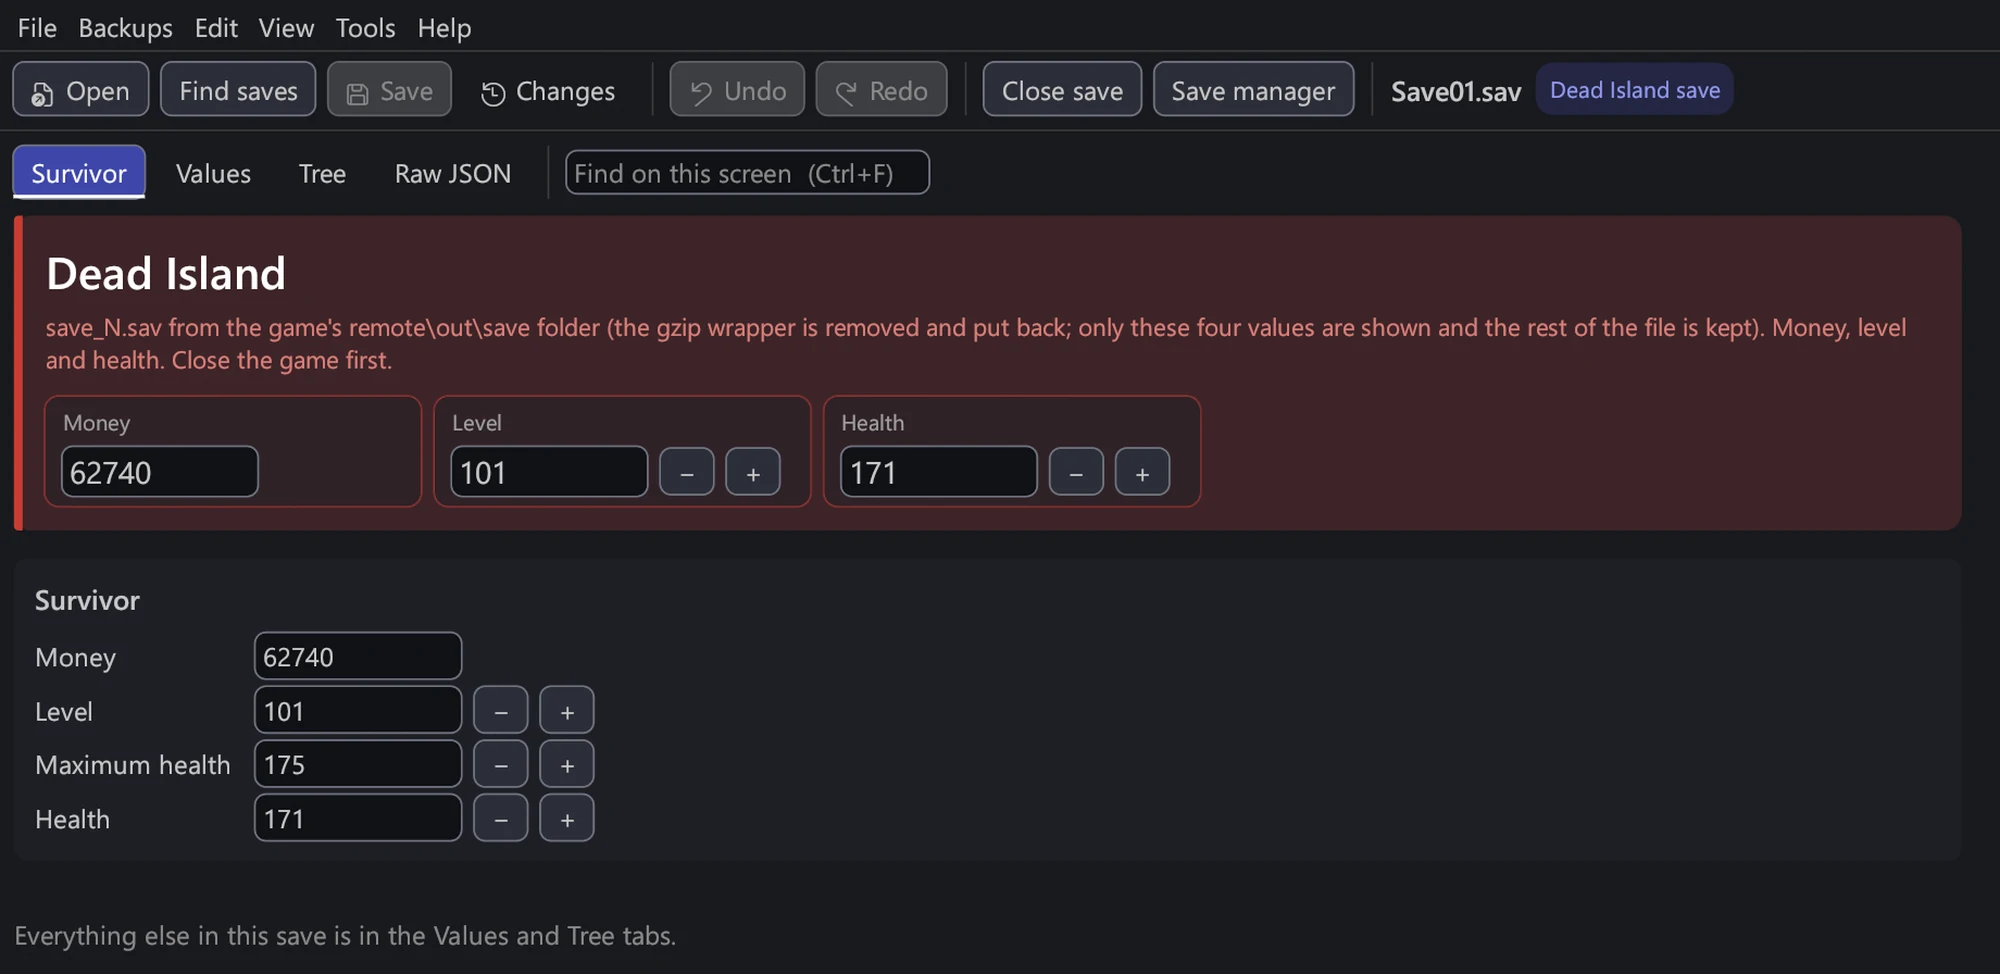 File Backups Edit View Tools Help
Open Find saves Save Changes Undo Redo Close save Save manager Save01.sav Dead Island save
Survivor Values Tree Raw JSON Find on this screen (Ctrl+F)
Dead Island
save_N.sav from the game's remote\out\save folder (the gzip wrapper is removed and put back; only these four values are shown and the rest of the file is kept). Money, level
and health. Close the game first.
Money Level Health
62740 101 − + 171 − +
Survivor
Money 62740
Level 101 − +
Maximum health 175 − +
Health 171 − +
Everything else in this save is in the Values and Tree tabs.